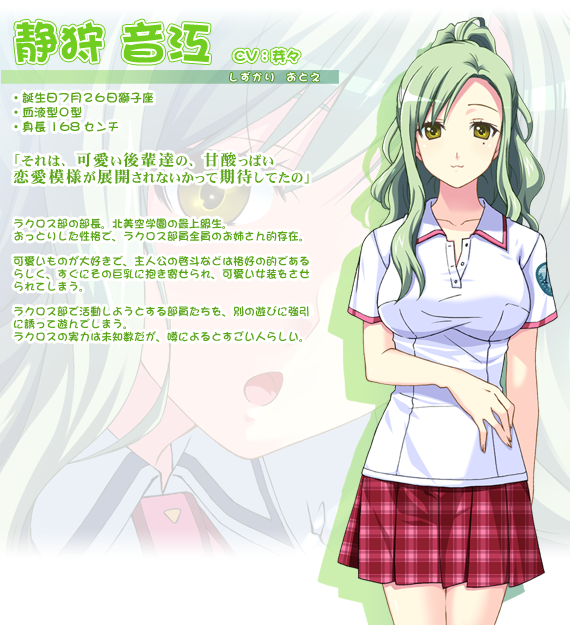 静狩 音江 CV:芽々
しずかり おとえ
・誕生日7月26日獅子座
・血液型O型
・身長168センチ
「それは、可愛い後輩達の、甘酸っぱい
恋愛模様が展開されないかって期待してたの」
ラクロス部の部長。北美空学園の最上級生。
おっとりした性格で、ラクロス部員全員のお姉さん的存在。
可愛いものが大好きで、主人公の啓斗などは格好の的である
らしく、すぐにその巨乳に抱き寄せられ、可愛い女装をさせ
られてしまう。
ラクロス部で活動しようとする部員たちを、別の遊びに強引
に誘って遊んでしまう。
ラクロスの実力は未知数だが、噂によるとすごい人らしい。